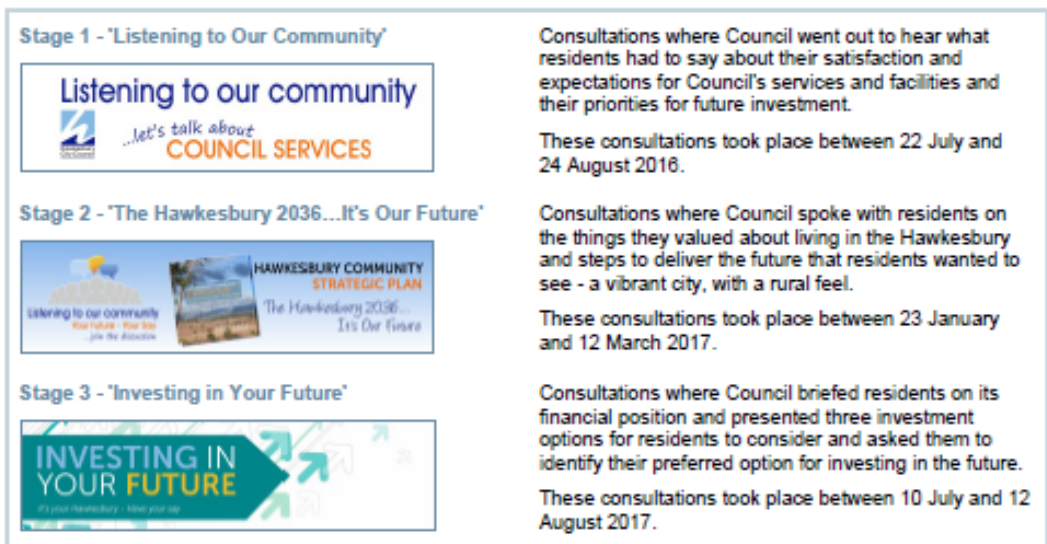 Stage 1 - 'Listening to Our Community'
Listening to our community
...let's talk about
COUNCIL SERVICES
Consultations where Council went out to hear what
residents had to say about their satisfaction and
expectations for Council's services and facilities and
their priorities for future investment.
These consultations took place between 22 July and
24 August 2016.
Stage 2 - 'The Hawkesbury 2036...It's Our Future'
Listening to our community
Your Future - Your Say
...join the discussion
HAWKESBURY COMMUNITY
STRATEGIC PLAN
The Hawkesbury 2036...
It's Our Future
Consultations where Council spoke with residents on
the things they valued about living in the Hawkesbury
and steps to deliver the future that residents wanted to
see - a vibrant city, with a rural feel.
These consultations took place between 23 January
and 12 March 2017.
Stage 3 - 'Investing in Your Future'
INVESTING IN
YOUR FUTURE
It's your Hawkesbury - Have your say
Consultations where Council briefed residents on its
financial position and presented three investment
options for residents to consider and asked them to
identify their preferred option for investing in the future.
These consultations took place between 10 July and 12
August 2017.